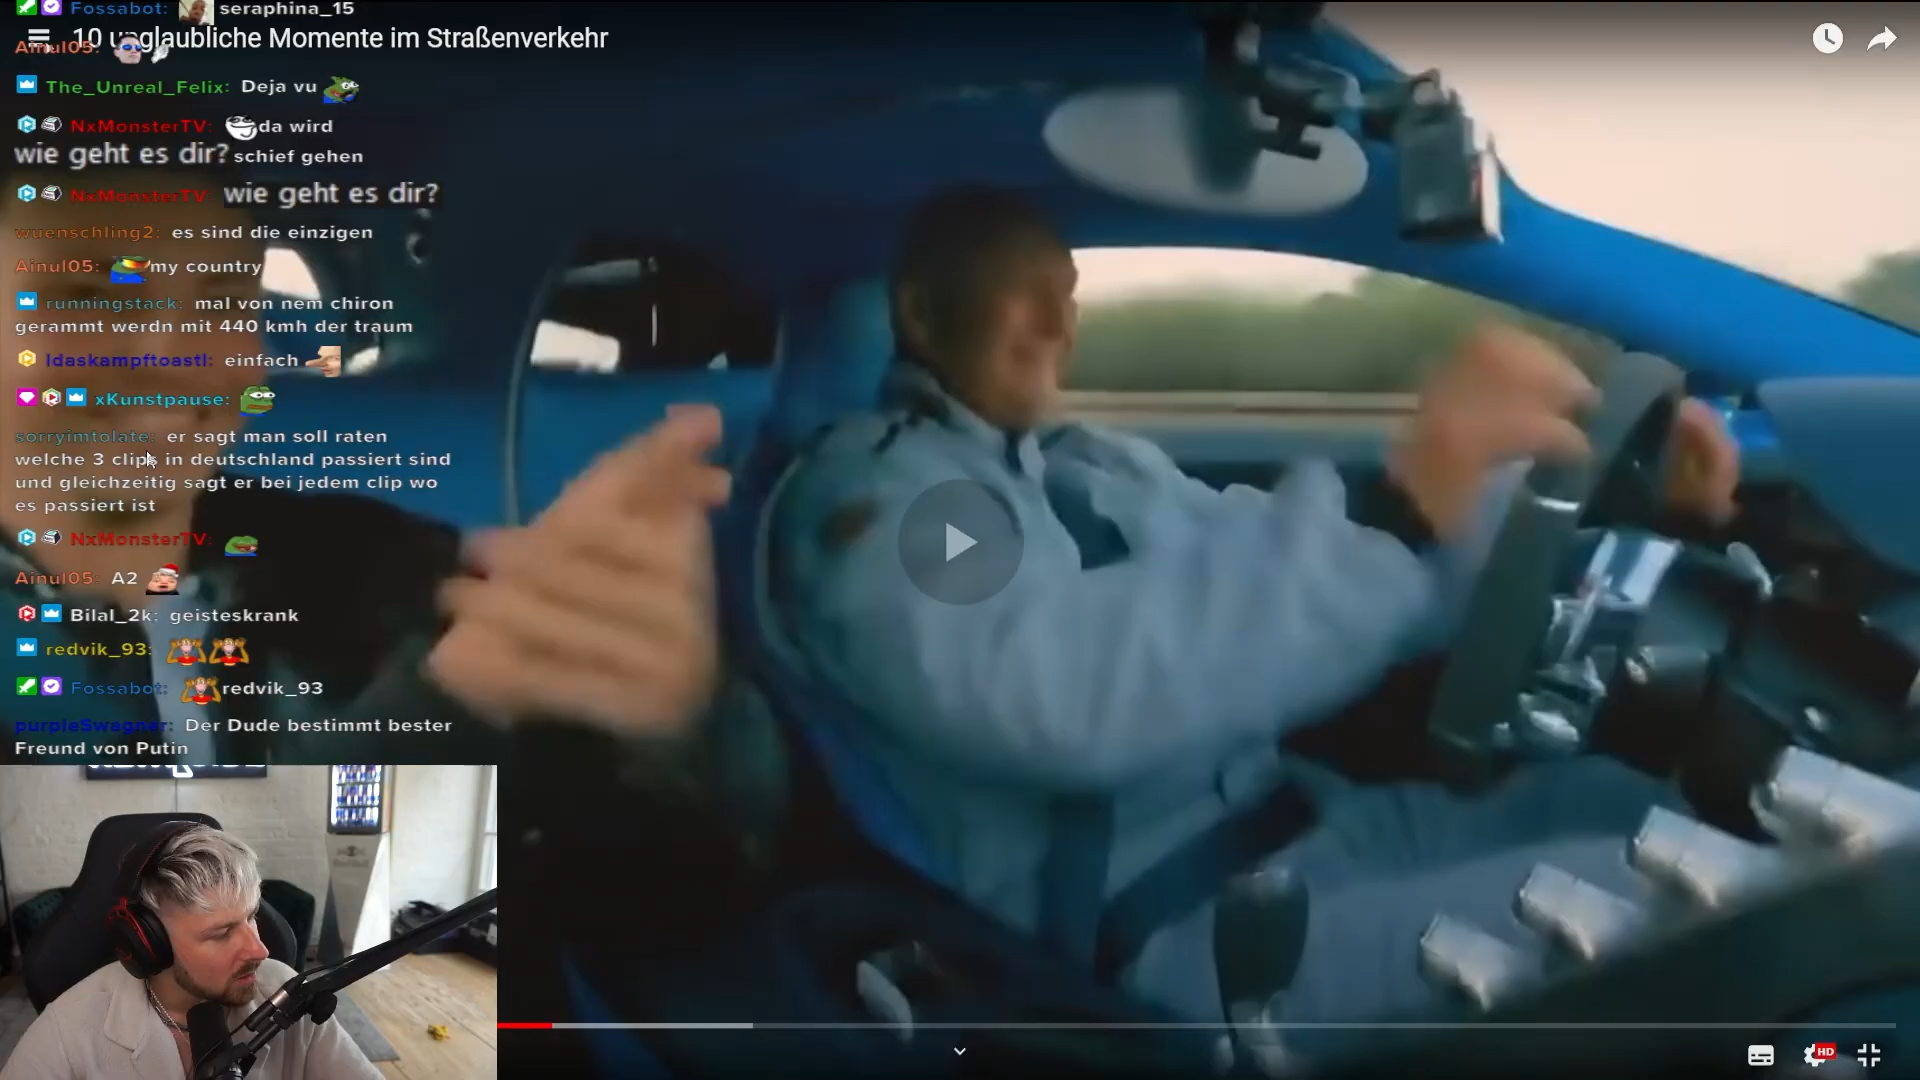 Fossabot: seraphina_15
10 unglaubliche Momente im Straßenverkehr
Ainul05:
The_Unreal_Felix: Deja vu
NxMonsterTV: da wird
wie geht es dir? schief gehen
NxMonsterTV: wie geht es dir?
wuenschling2: es sind die einzigen
Ainul05: my country
runningstack: mal von nem chiron
gerammt werdn mit 440 kmh der traum
ldaskampftoastl: einfach
xKunstpause:
sorryimtolate: er sagt man soll raten
welche 3 clips in deutschland passiert sind
und gleichzeitig sagt er bei jedem clip wo
es passiert ist
NxMonsterTV:
Ainul05: A2
Bilal_2k: geisteskrank
redvik_93:
Fossabot: redvik_93
purpleSwagner: Der Dude bestimmt bester
Freund von Putin
HD